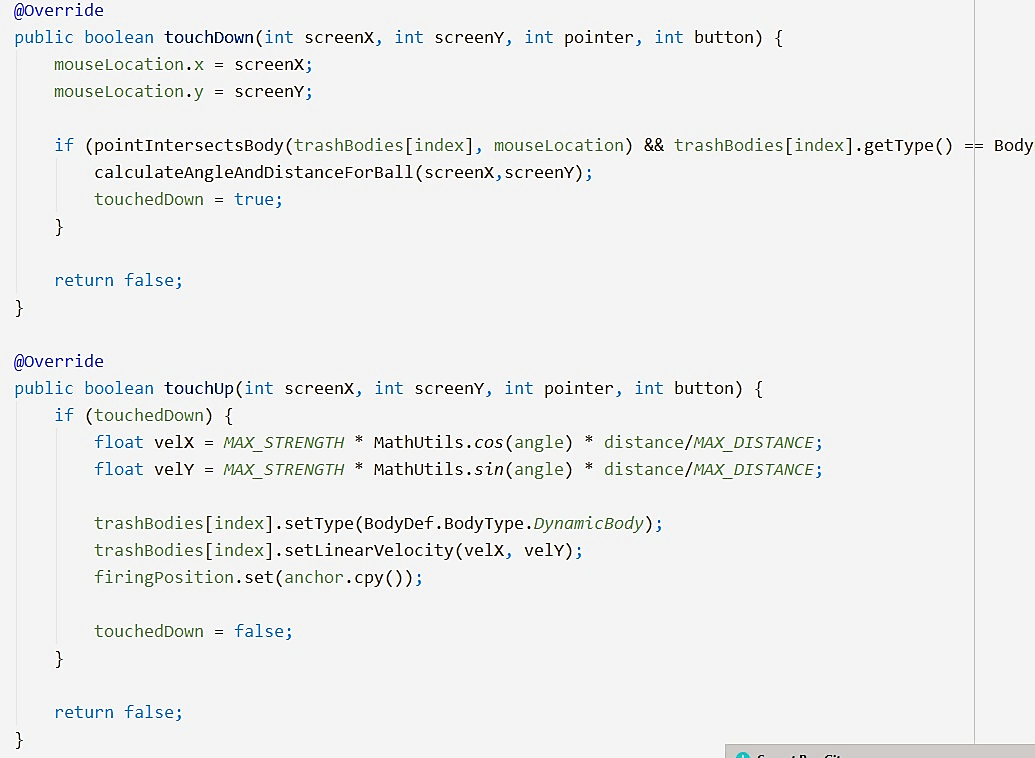 @Override
public boolean touchDown(int screenX, int screenY, int pointer, int button) {
mouseLocation.x = screenX;
mouseLocation.y = screenY;
if (pointIntersectsBody(trashBodies[index], mouseLocation) && trashBodies[index].getType() == Body
calculateAngleAndDistanceForBall(screenX,screenY);
touchedDown = true;
}
return false;
}
@Override
public boolean touchUp(int screenX, int screenY, int pointer, int button) {
if (touchedDown) {
float velX = MAX_STRENGTH * MathUtils.cos(angle) * distance/MAX_DISTANCE;
float velY = MAX_STRENGTH * MathUtils.sin(angle) * distance/MAX_DISTANCE;
trashBodies[index].setType(BodyDef.BodyType.DynamicBody);
trashBodies[index].setLinearVelocity(velX, velY);
firingPosition.set(anchor.cpy());
touchedDown = false;
}
return false;
}